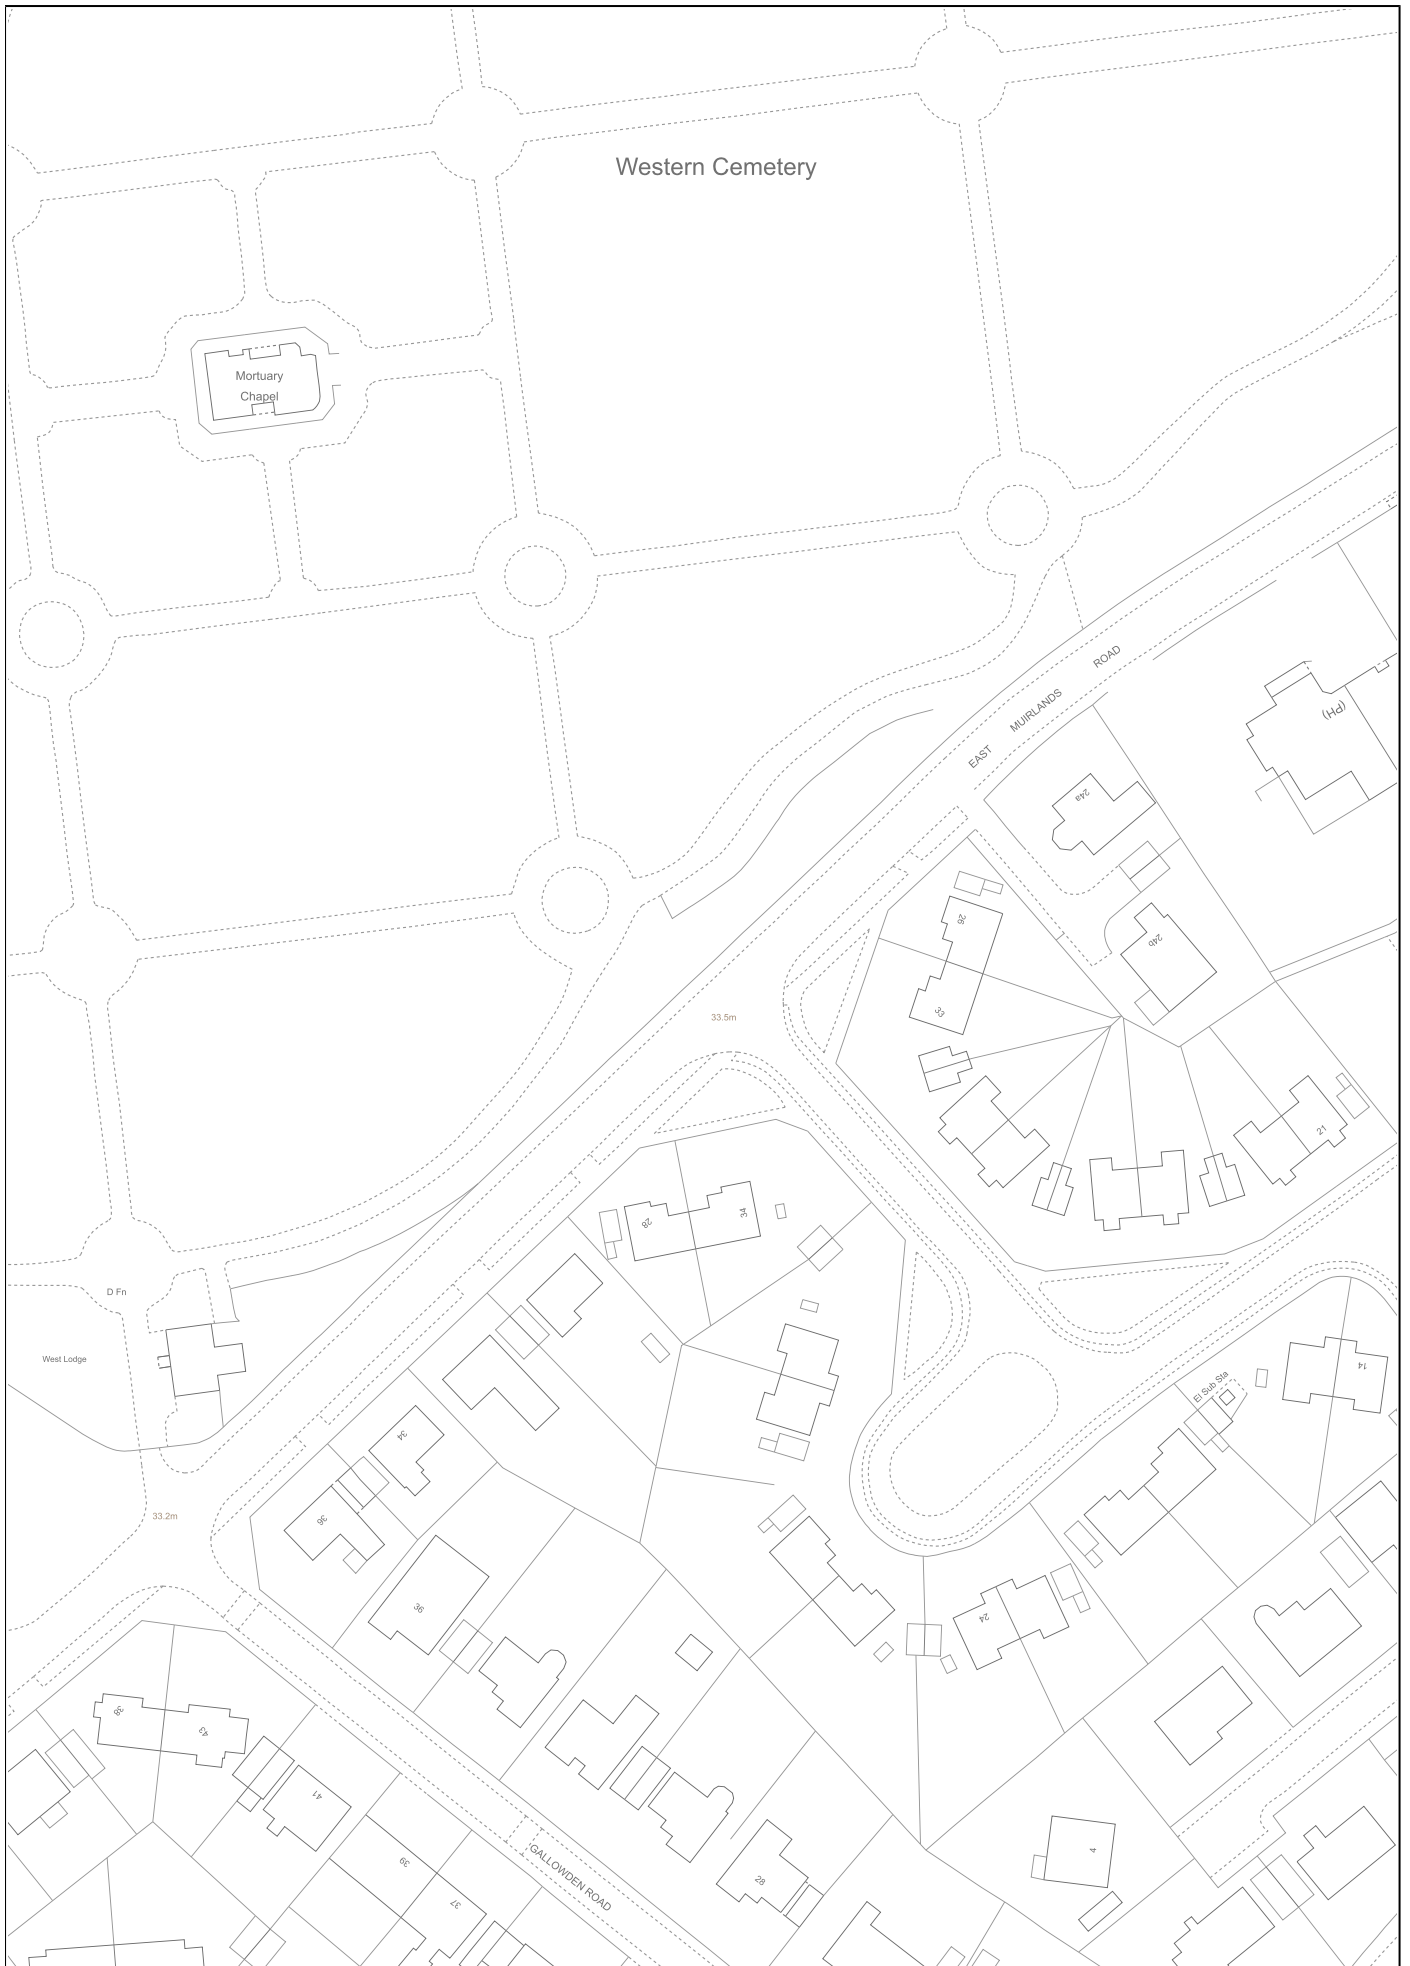 Western Cemetery
Mortuary
Chapel
EAST MUIRLANDS ROAD
(PH)
24a
26
24b
33
33.5m
21
28
34
D Fn
West Lodge
El Sub Sta
14
34
36
33.2m
36
24
38
43
41
39
37
GALLOWDEN ROAD
28
4